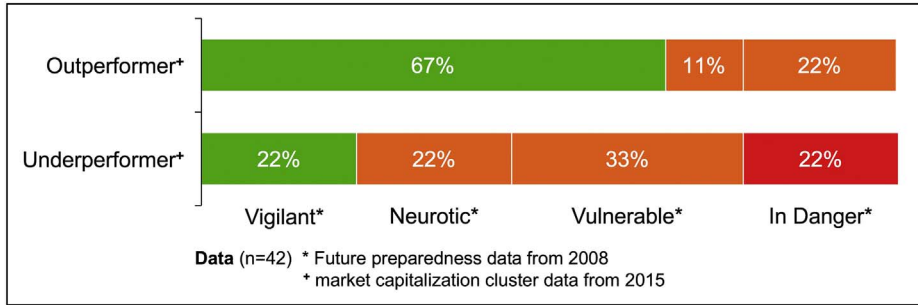 Outperformer⁺ 67% 11% 22%
Underperformer⁺ 22% 22% 33% 22%
Vigilant* Neurotic* Vulnerable* In Danger*
Data (n=42) * Future preparedness data from 2008
⁺ market capitalization cluster data from 2015